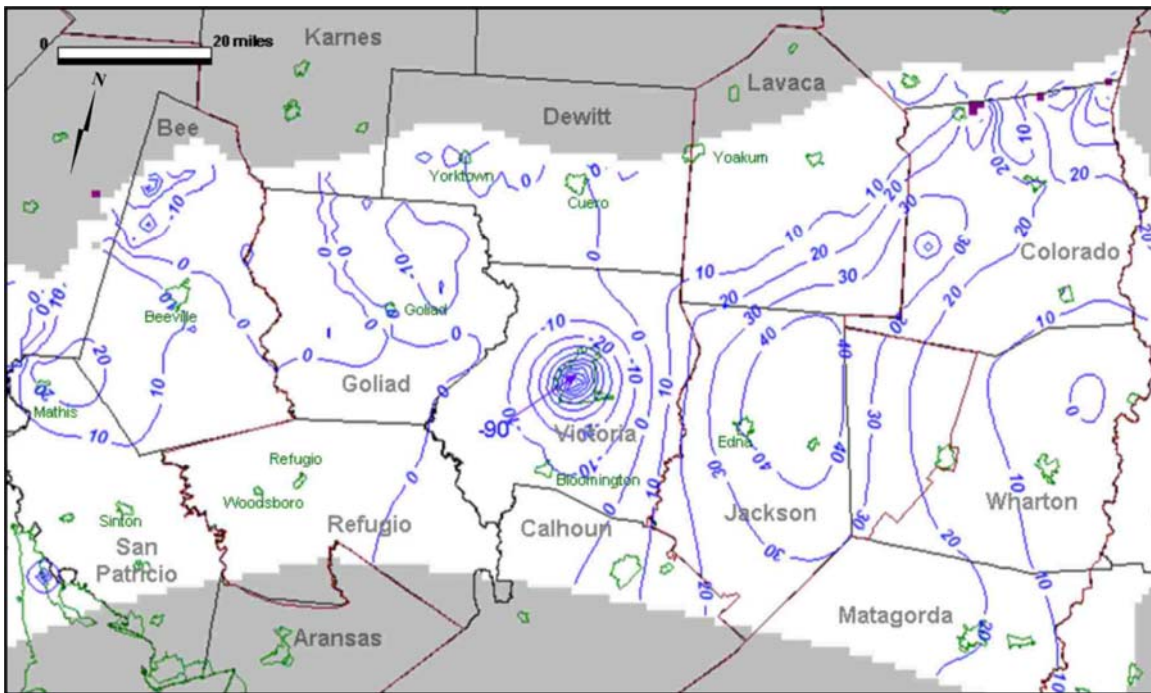 0
20 miles
N
Karnes
Lavaca
Dewitt
Bee
Yoakum
Yorktown
Cuero
Colorado
Beeville
Goliad
Goliad
Mathis
-90
Victoria
Edna
Bloomington
Refugio
Woodsboro
Wharton
Sinton
Refugio
Calhoun
Jackson
San
Patricio
Matagorda
Aransas
-10
0
10
20
30
40
-20